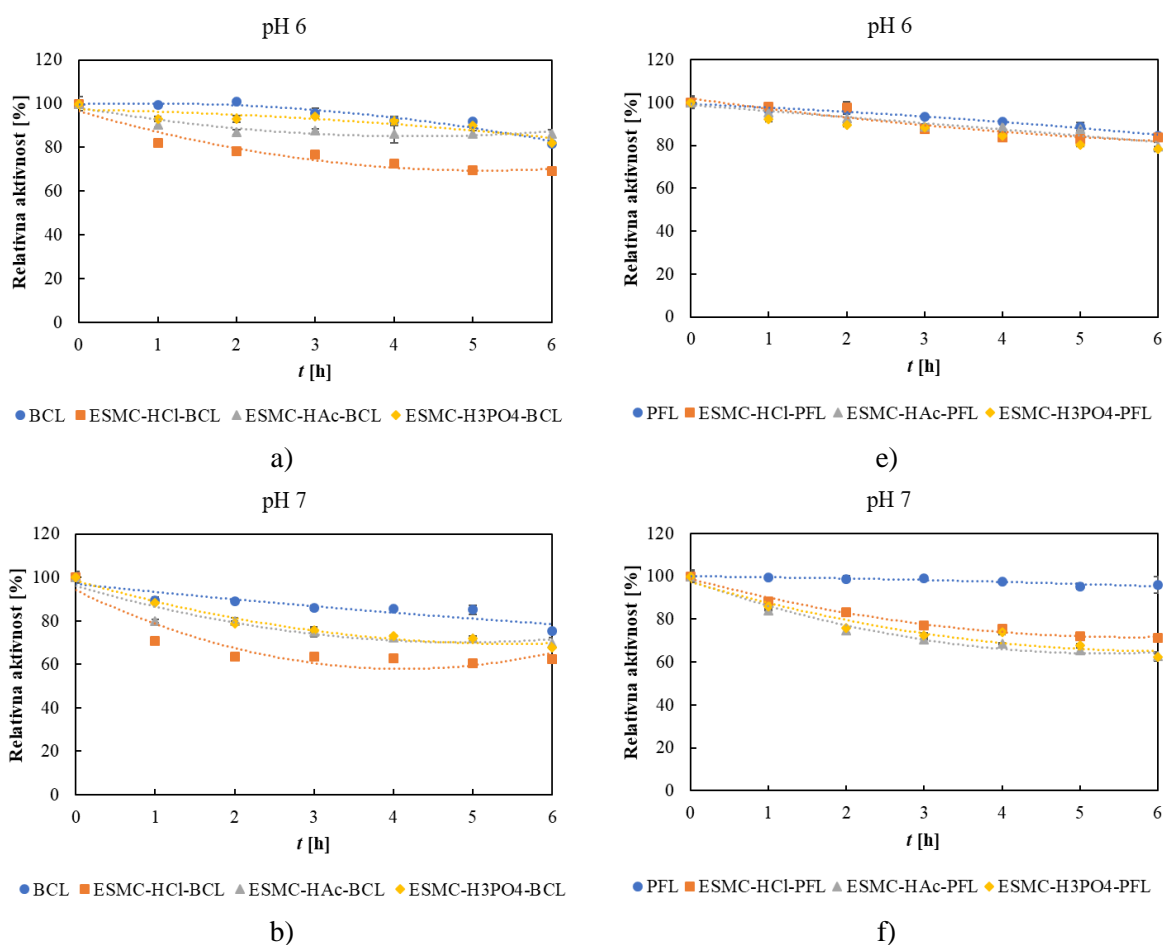 pH 6
120
100
80
60
40
20
0
Relativna aktivnost [%]
0 1 2 3 4 5 6
t [h]
BCL ESMC-HCl-BCL ESMC-HAc-BCL ESMC-H3PO4-BCL
a)
pH 6
120
100
80
60
40
20
0
Relativna aktivnost [%]
0 1 2 3 4 5 6
t [h]
PFL ESMC-HCl-PFL ESMC-HAc-PFL ESMC-H3PO4-PFL
e)
pH 7
120
100
80
60
40
20
0
Relativna aktivnost [%]
0 1 2 3 4 5 6
t [h]
BCL ESMC-HCl-BCL ESMC-HAc-BCL ESMC-H3PO4-BCL
b)
pH 7
120
100
80
60
40
20
0
Relativna aktivnost [%]
0 1 2 3 4 5 6
t [h]
PFL ESMC-HCl-PFL ESMC-HAc-PFL ESMC-H3PO4-PFL
f)